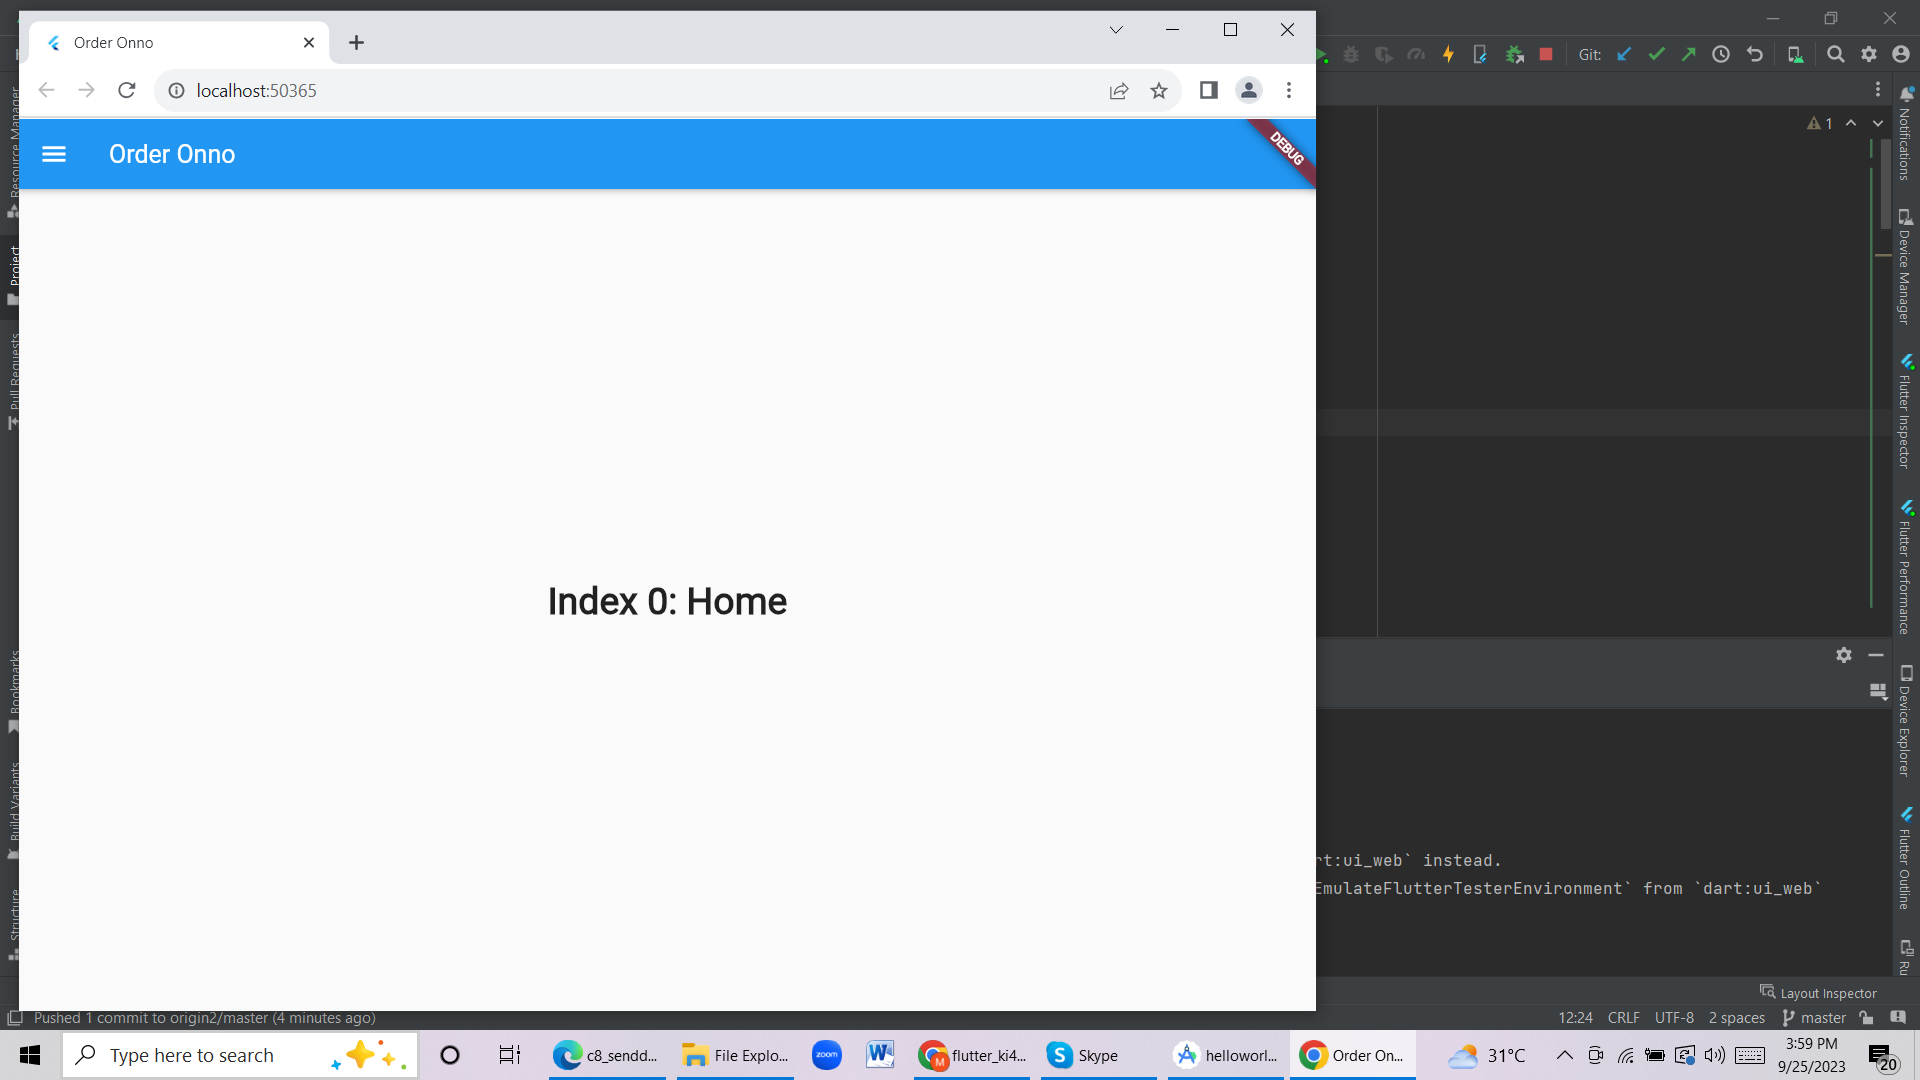 Order Onno
localhost:50365
Order Onno
DEBUG
Index 0: Home
Git:
1
Resource Manager
Project
Pull Requests
Bookmarks
Build Variants
Structure
Notifications
Device Manager
Flutter Inspector
Flutter Performance
Device Explorer
Flutter Outline
Ru
rt:ui_web` instead.
EmulateFlutterTesterEnvironment` from `dart:ui_web`
Layout Inspector
Pushed 1 commit to origin2/master (4 minutes ago)
12:24 CRLF UTF-8 2 spaces master
Type here to search
c8_sendd...
File Explo...
zoom
W
M
flutter_ki4...
S
Skype
helloworl...
Order On...
31°C
3:59 PM
9/25/2023
20